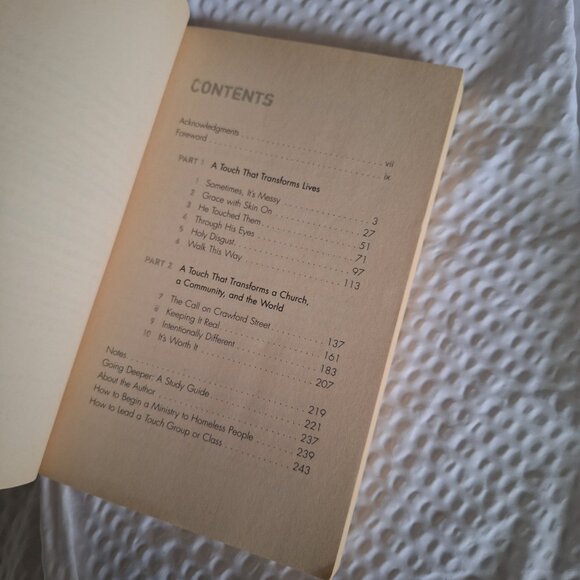 CONTENTS
Acknowledgments . . . vii
Foreword . . . ix
PART 1 A Touch That Transforms Lives
1 Sometimes, It's Messy . . . 3
2 Grace with Skin On . . . 27
3 He Touched Them . . . 51
4 Through His Eyes . . . 71
5 Holy Disgust . . . 97
6 Walk This Way . . . 113
PART 2 A Touch That Transforms a Church,
a Community, and the World
7 The Call on Crawford Street . . . 137
8 Keeping It Real . . . 161
9 Intentionally Different . . . 183
10 It's Worth It . . . 207
Notes . . . 219
Going Deeper: A Study Guide . . . 221
About the Author . . . 237
How to Begin a Ministry to Homeless People . . . 239
How to Lead a Touch Group or Class . . . 243